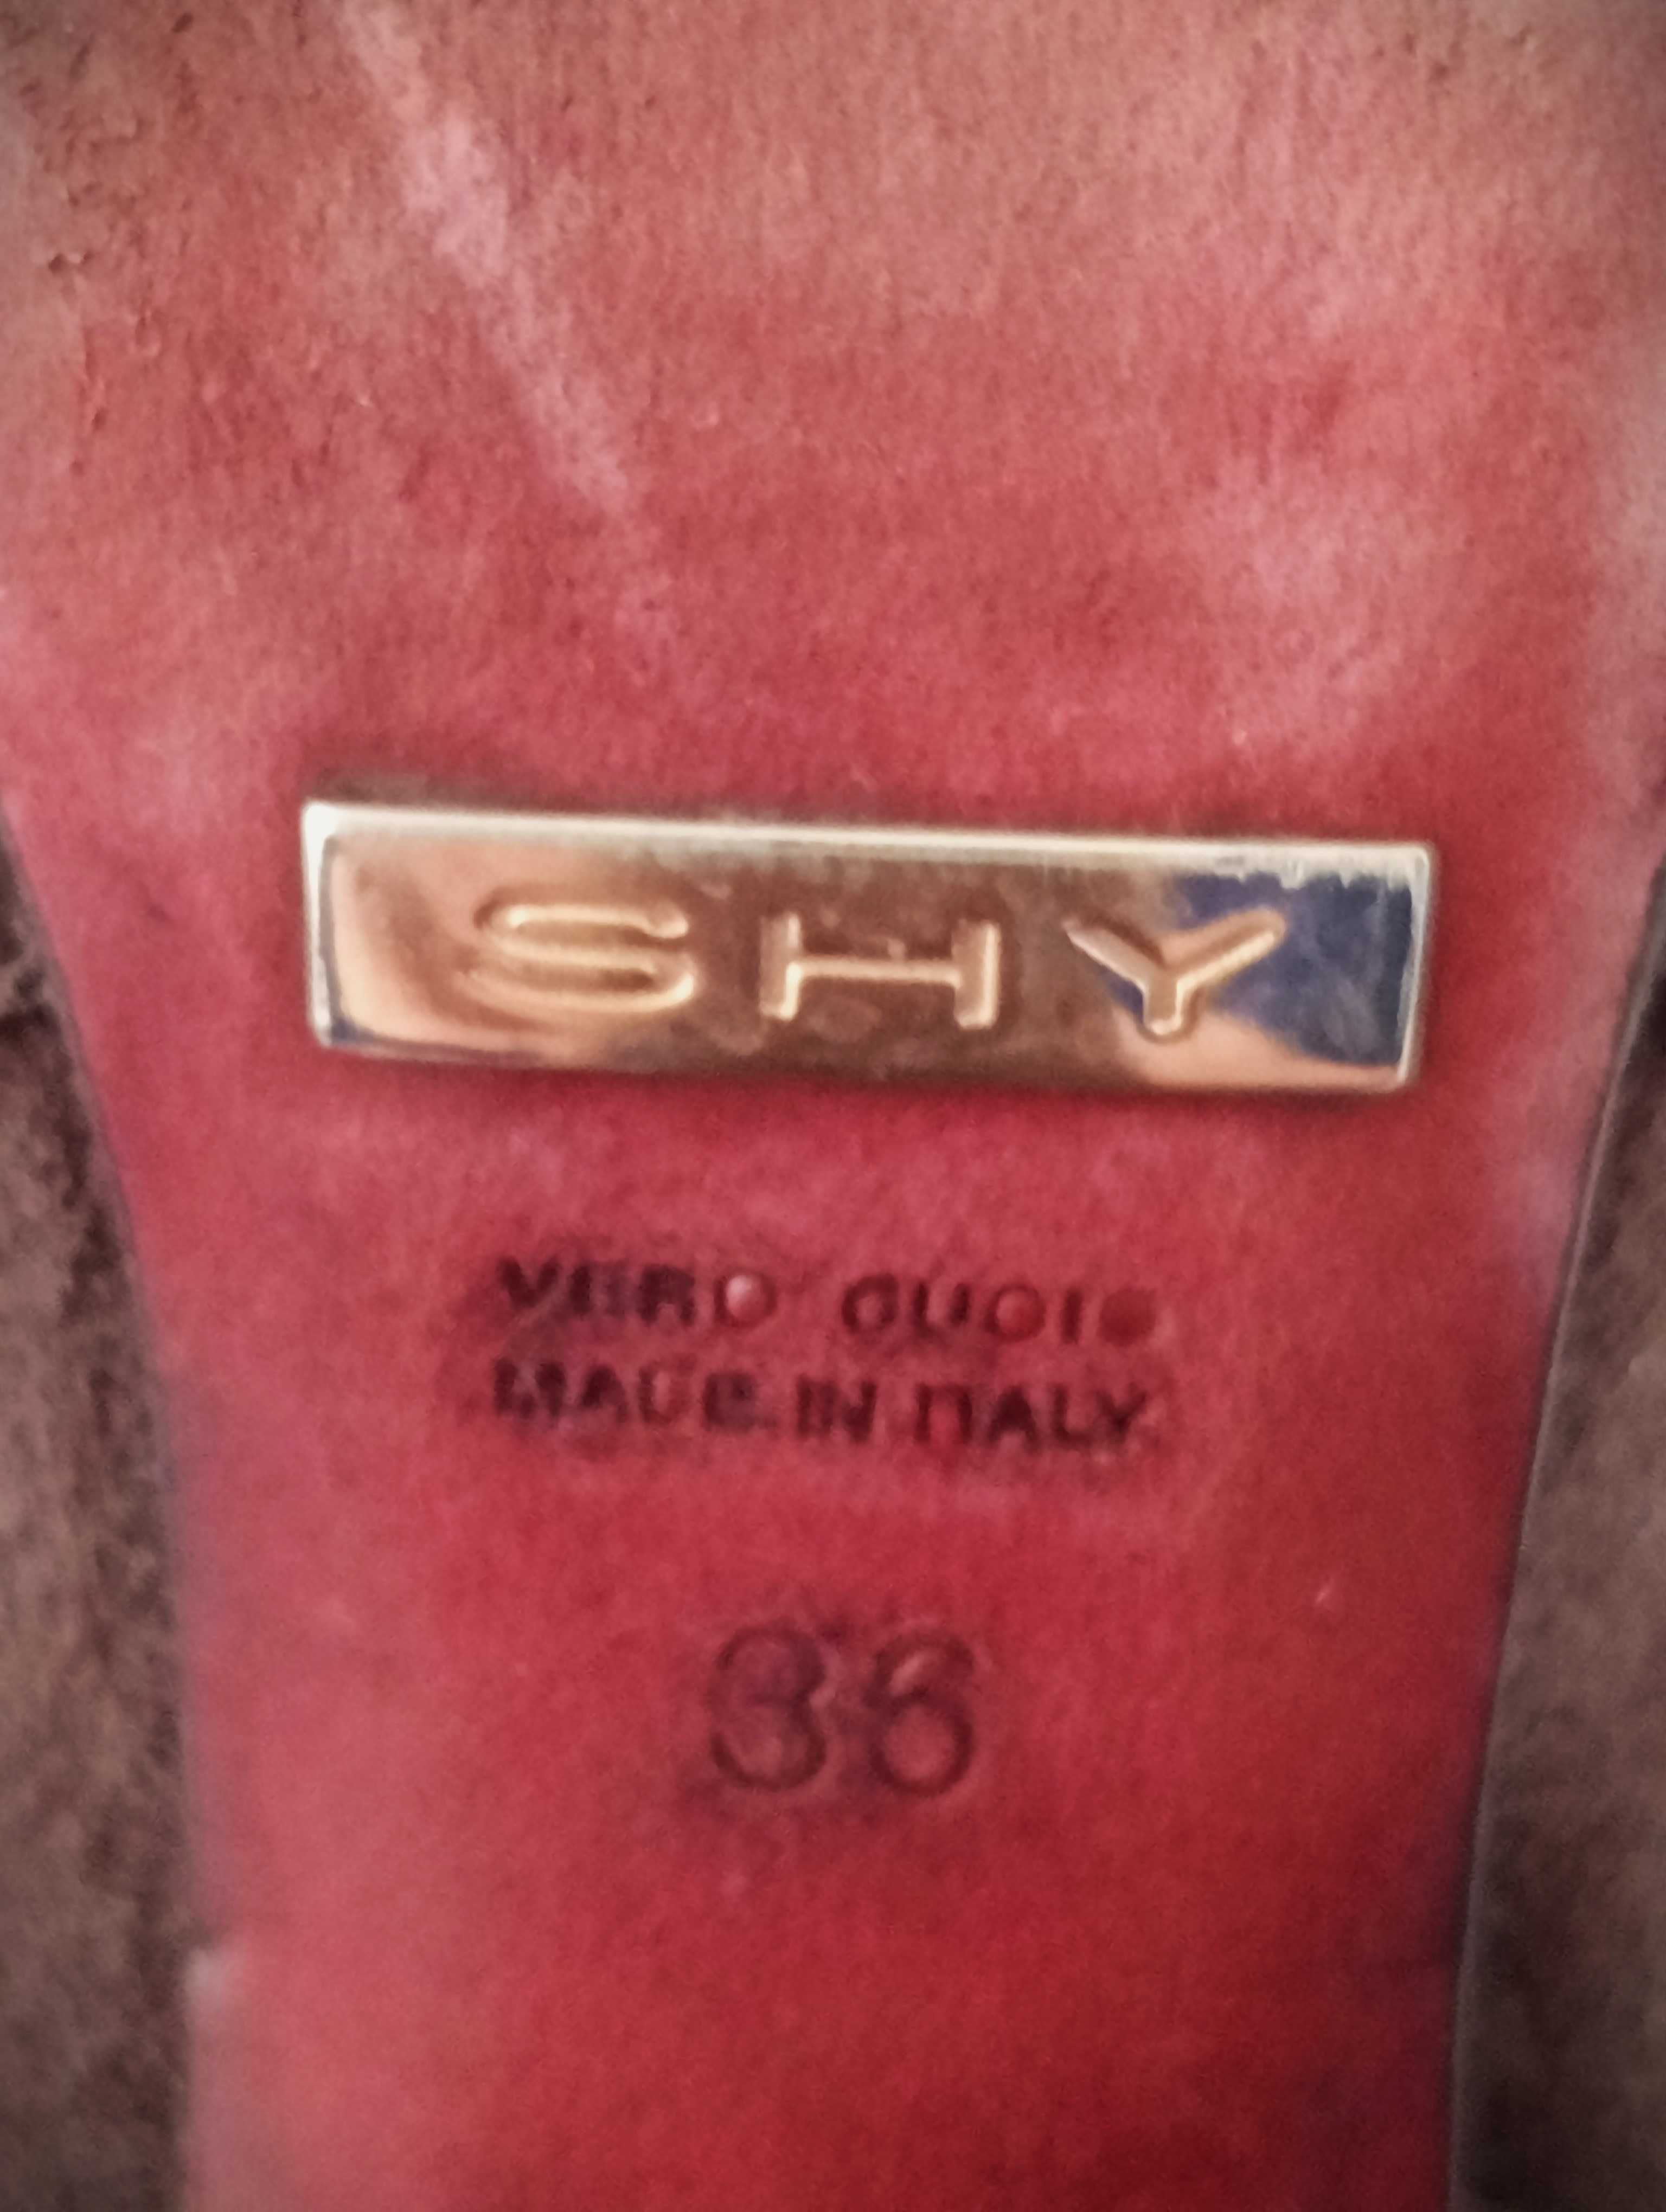 SHY
VERO CUOIO
MADE IN ITALY
36